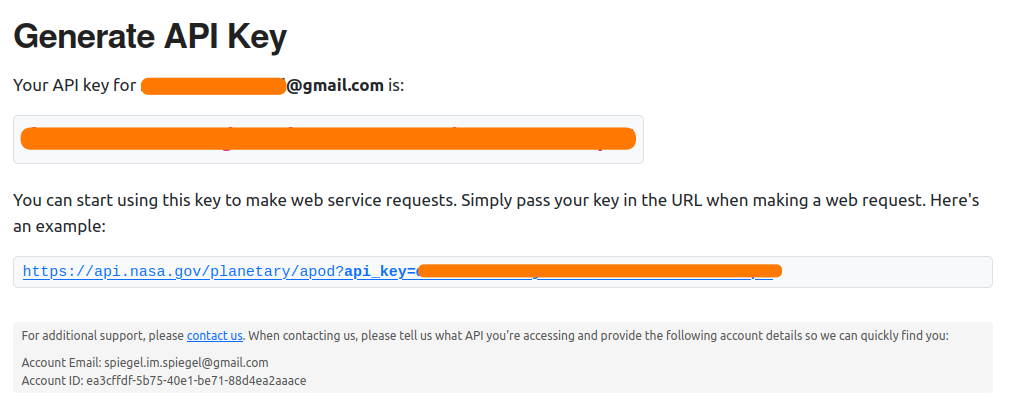 Generate API Key
Your API key for @gmail.com is:
You can start using this key to make web service requests. Simply pass your key in the URL when making a web request. Here's
an example:
https://api.nasa.gov/planetary/apod?api_key=
For additional support, please contact us. When contacting us, please tell us what API you're accessing and provide the following account details so we can quickly find you:
Account Email: spiegel.im.spiegel@gmail.com
Account ID: ea3cffdf-5b75-40e1-be71-88d4ea2aaace